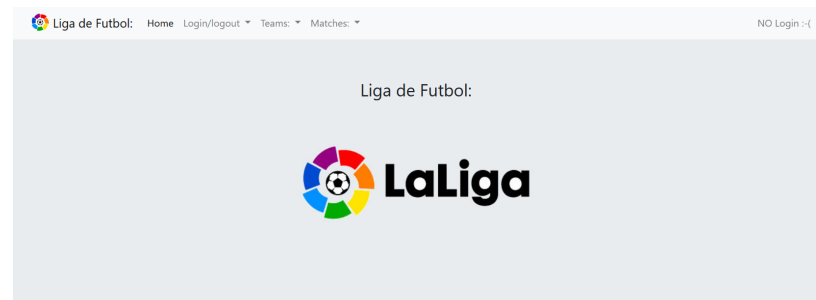 Liga de Futbol: Home Login/logout Teams: Matches: NO Login :-(
Liga de Futbol:
LaLiga